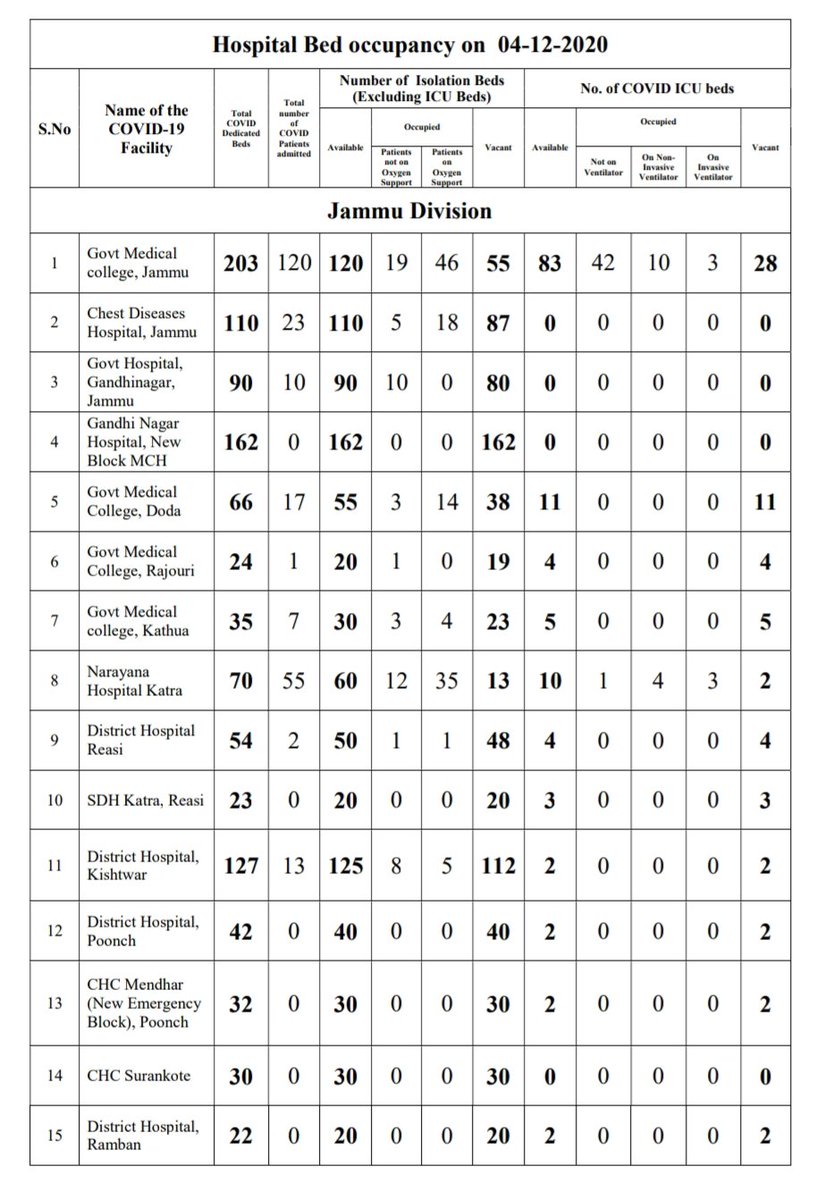 Hospital Bed occupancy on 04-12-2020
S.No
Name of the
COVID-19
Facility
Total
COVID
Dedicated
Beds
Total
number
of
COVID
Patients
admitted
Number of Isolation Beds
(Excluding ICU Beds)
No. of COVID ICU beds
Available
Occupied
Vacant
Available
Occupied
Vacant
Patients
not on
Oxygen
Support
Patients
on
Oxygen
Support
Not on
Ventilator
On Non-
Invasive
Ventilator
On
Invasive
Ventilator
Jammu Division
1
Govt Medical
college, Jammu
203 120 120 19 46 55 83 42 10 3 28
2
Chest Diseases
Hospital, Jammu
110 23 110 5 18 87 0 0 0 0 0
3
Govt Hospital,
Gandhinagar,
Jammu
90 10 90 10 0 80 0 0 0 0 0
4
Gandhi Nagar
Hospital, New
Block MCH
162 0 162 0 0 162 0 0 0 0 0
5
Govt Medical
College, Doda
66 17 55 3 14 38 11 0 0 0 11
6
Govt Medical
College, Rajouri
24 1 20 1 0 19 4 0 0 0 4
7
Govt Medical
college, Kathua
35 7 30 3 4 23 5 0 0 0 5
8
Narayana
Hospital Katra
70 55 60 12 35 13 10 1 4 3 2
9
District Hospital
Reasi
54 2 50 1 1 48 4 0 0 0 4
10
SDH Katra, Reasi
23 0 20 0 0 20 3 0 0 0 3
11
District Hospital,
Kishtwar
127 13 125 8 5 112 2 0 0 0 2
12
District Hospital,
Poonch
42 0 40 0 0 40 2 0 0 0 2
13
CHC Mendhar
(New Emergency
Block), Poonch
32 0 30 0 0 30 2 0 0 0 2
14
CHC Surankote
30 0 30 0 0 30 0 0 0 0 0
15
District Hospital,
Ramban
22 0 20 0 0 20 2 0 0 0 2